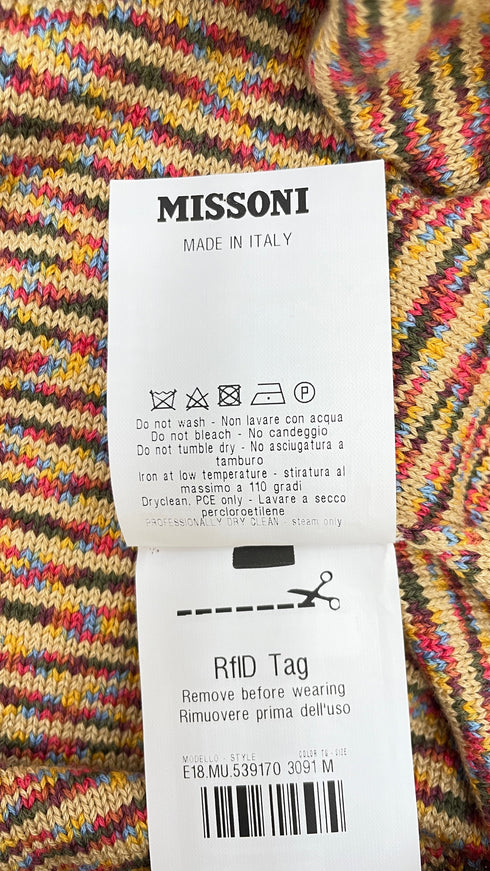 MISSONI
MADE IN ITALY
P
Do not wash - Non lavare con acqua
Do not bleach - No candeggio
Do not tumble dry - No asciugatura a
tamburo
Iron at low temperature - stiratura al
massimo a 110 gradi
Dryclean, PCE only - Lavare a secco
percloroetilene
PROFESSIONALLY DRY CLEAN - steam only
RfID Tag
Remove before wearing
Rimuovere prima dell'uso
MODELLO - STYLE COLOR TG - SIZE
E18.MU.539170 3091 M